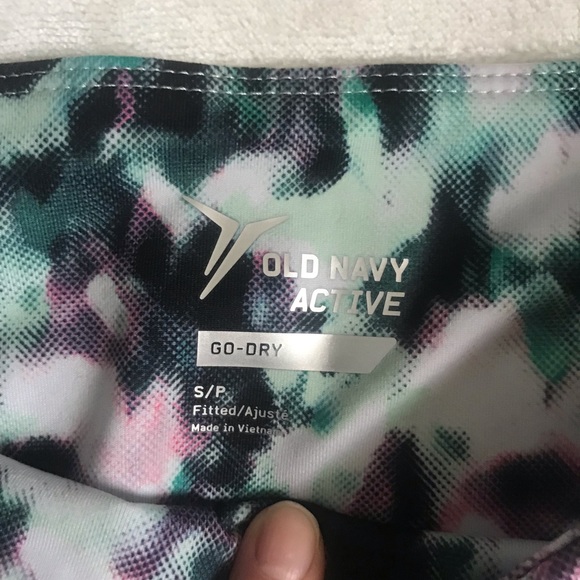 OLD NAVY
ACTIVE
GO-DRY
S/P
Fitted/Ajusté
Made in Vietnam